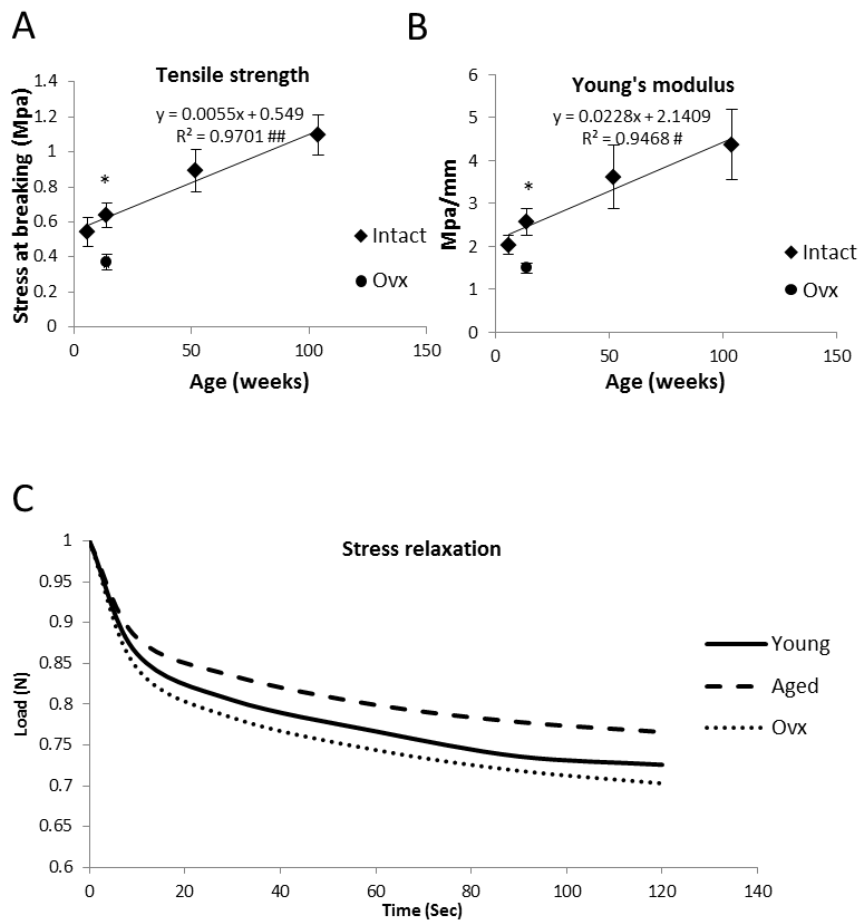 A
Tensile strength
y = 0.0055x + 0.549
R² = 0.9701 ##
*
Stress at breaking (Mpa)
1.4
1.2
1
0.8
0.6
0.4
0.2
0
0
50
100
150
Age (weeks)
Intact
Ovx
B
Young's modulus
y = 0.0228x + 2.1409
R² = 0.9468 #
*
Mpa/mm
6
5
4
3
2
1
0
0
50
100
150
Age (weeks)
Intact
Ovx
C
Stress relaxation
Load (N)
1
0.95
0.9
0.85
0.8
0.75
0.7
0.65
0.6
0
20
40
60
80
100
120
140
Time (Sec)
Young
Aged
Ovx